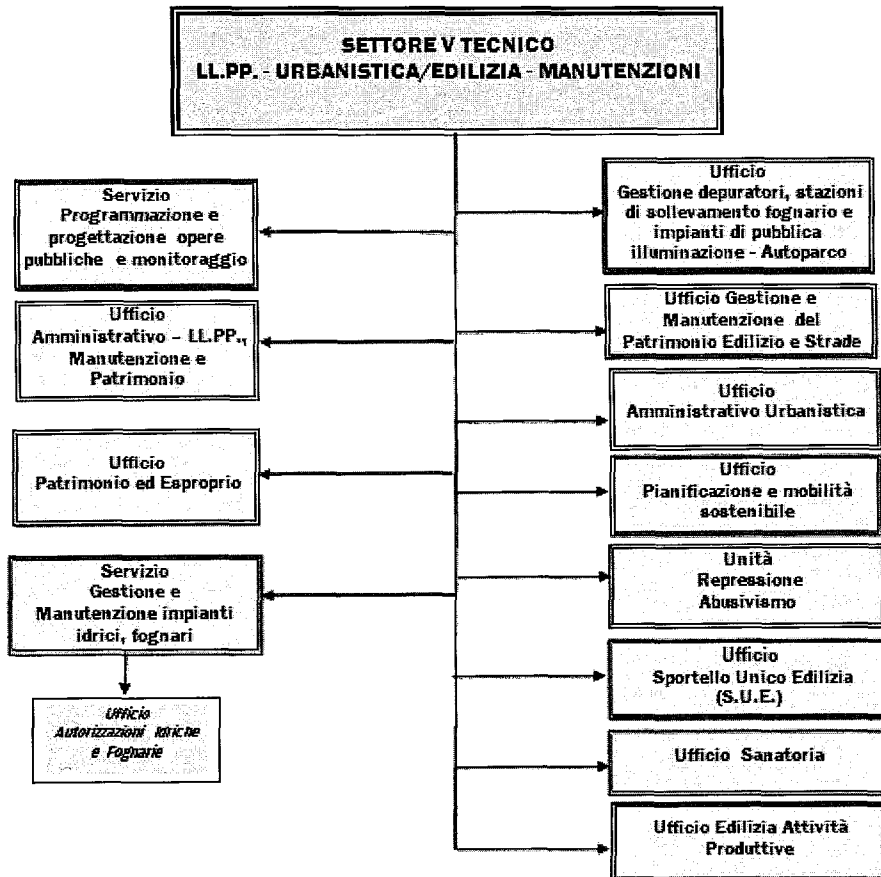 SETTORE V TECNICO
LL.PP. - URBANISTICA/EDILIZIA - MANUTENZIONI
Servizio
Programmazione e
progettazione opere
pubbliche e monitoraggio
Ufficio
Amministrativo – LL.PP.,
Manutenzione e
Patrimonio
Ufficio
Patrimonio ed Esproprio
Servizio
Gestione e
Manutenzione impianti
idrici, fognari
Ufficio
Autorizzazioni Idriche
e Fognarie
Ufficio
Gestione depuratori, stazioni
di sollevamento fognario e
impianti di pubblica
illuminazione - Autoparco
Ufficio Gestione e
Manutenzione del
Patrimonio Edilizio e Strade
Ufficio
Amministrativo Urbanistica
Ufficio
Pianificazione e mobilità
sostenibile
Unità
Repressione
Abusivismo
Ufficio
Sportello Unico Edilizia
(S.U.E.)
Ufficio Sanatoria
Ufficio Edilizia Attività
Produttive